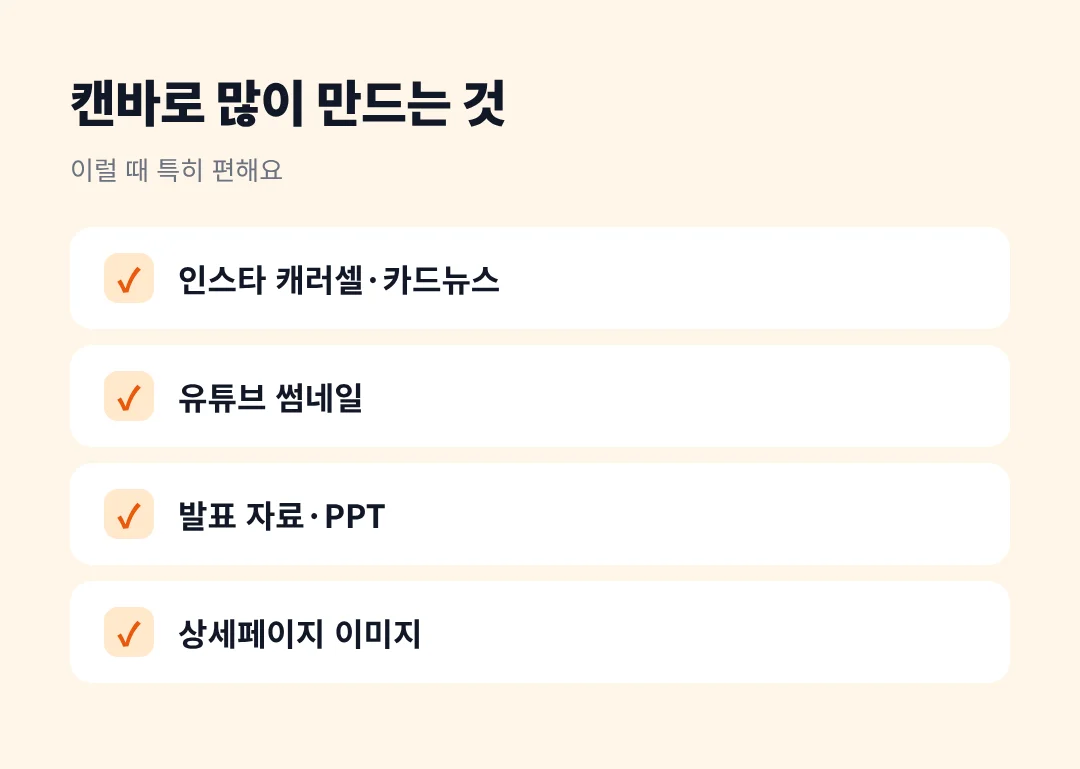 캔바로 많이 만드는 것
이럴 때 특히 편해요
인스타 캐러셀·카드뉴스
유튜브 썸네일
발표 자료·PPT
상세페이지 이미지